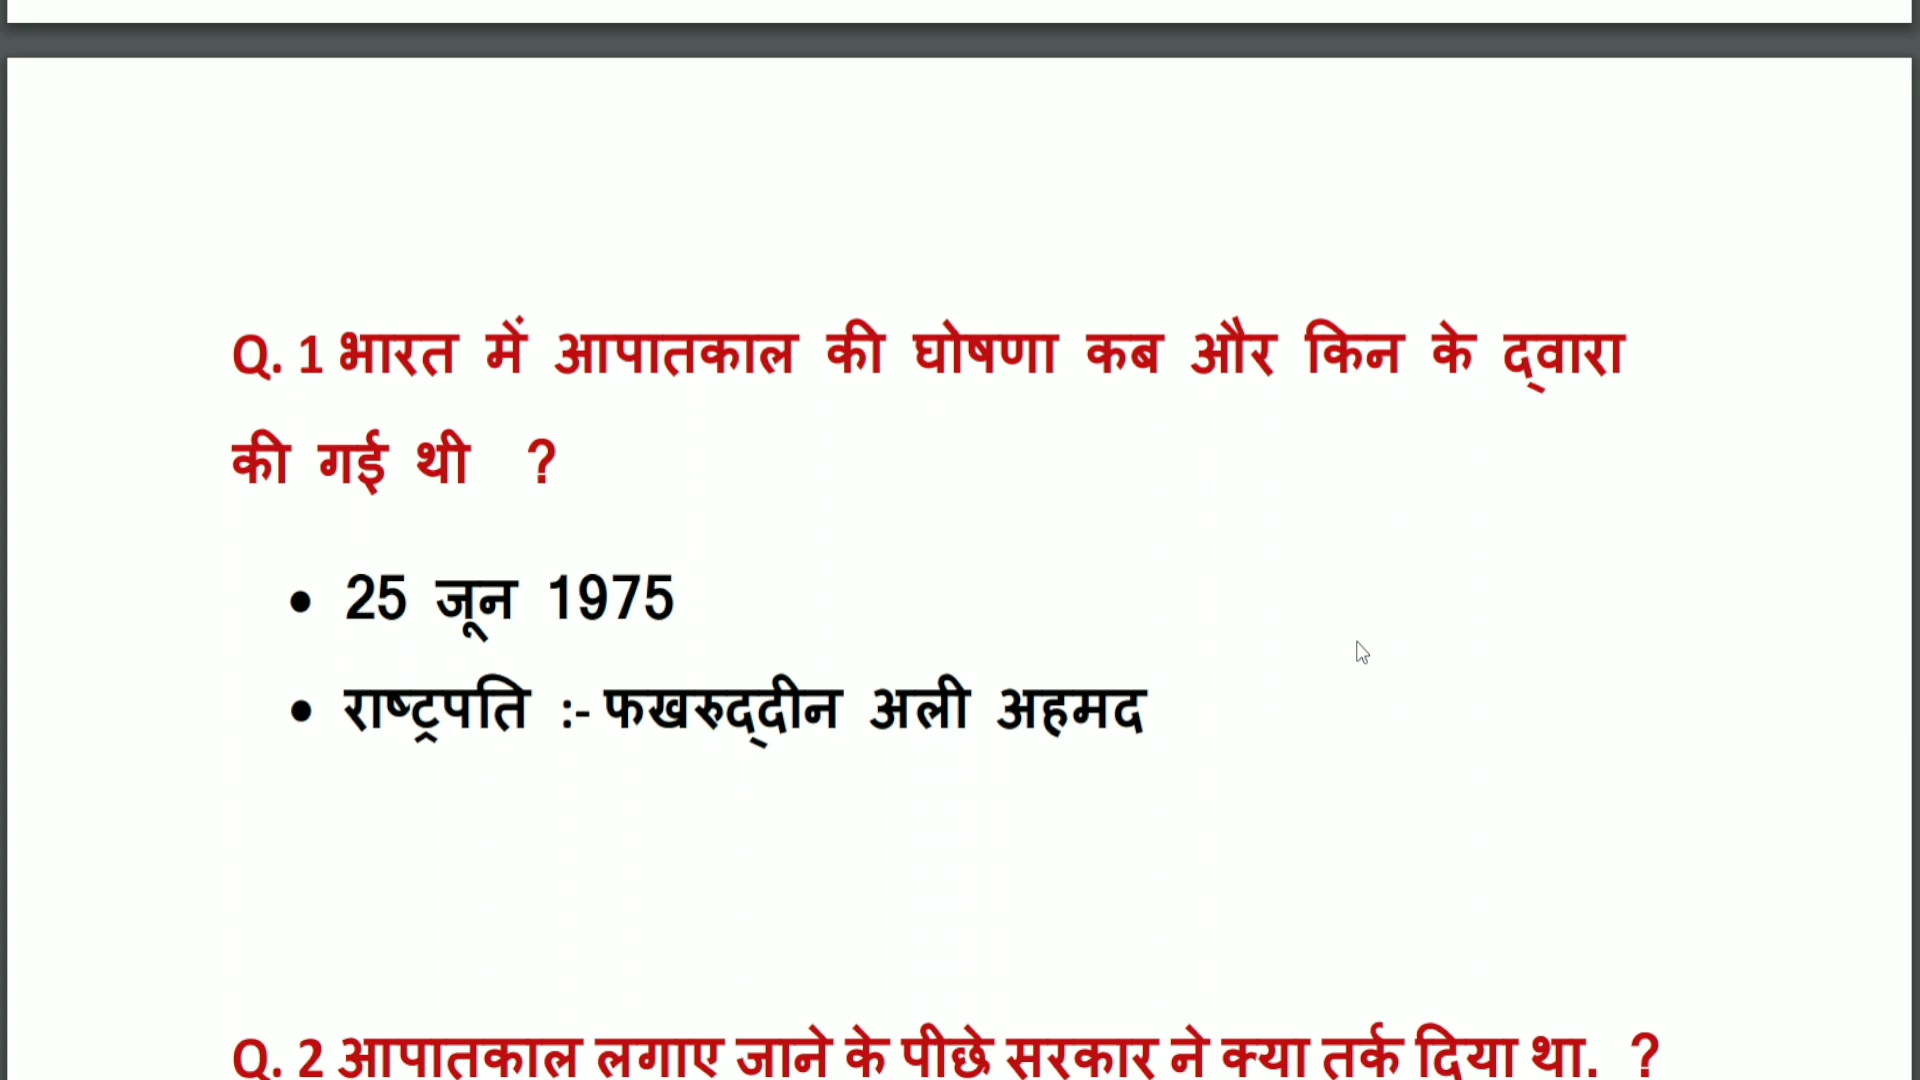 Q. 1 भारत में आपातकाल की घोषणा कब और किन के द्वारा
की गई थी ?
• 25 जून 1975
• राष्ट्रपति :- फखरुद्दीन अली अहमद
Q. 2 आपातकाल लगाए जाने के पीछे सरकार ने क्या तर्क दिया था. ?